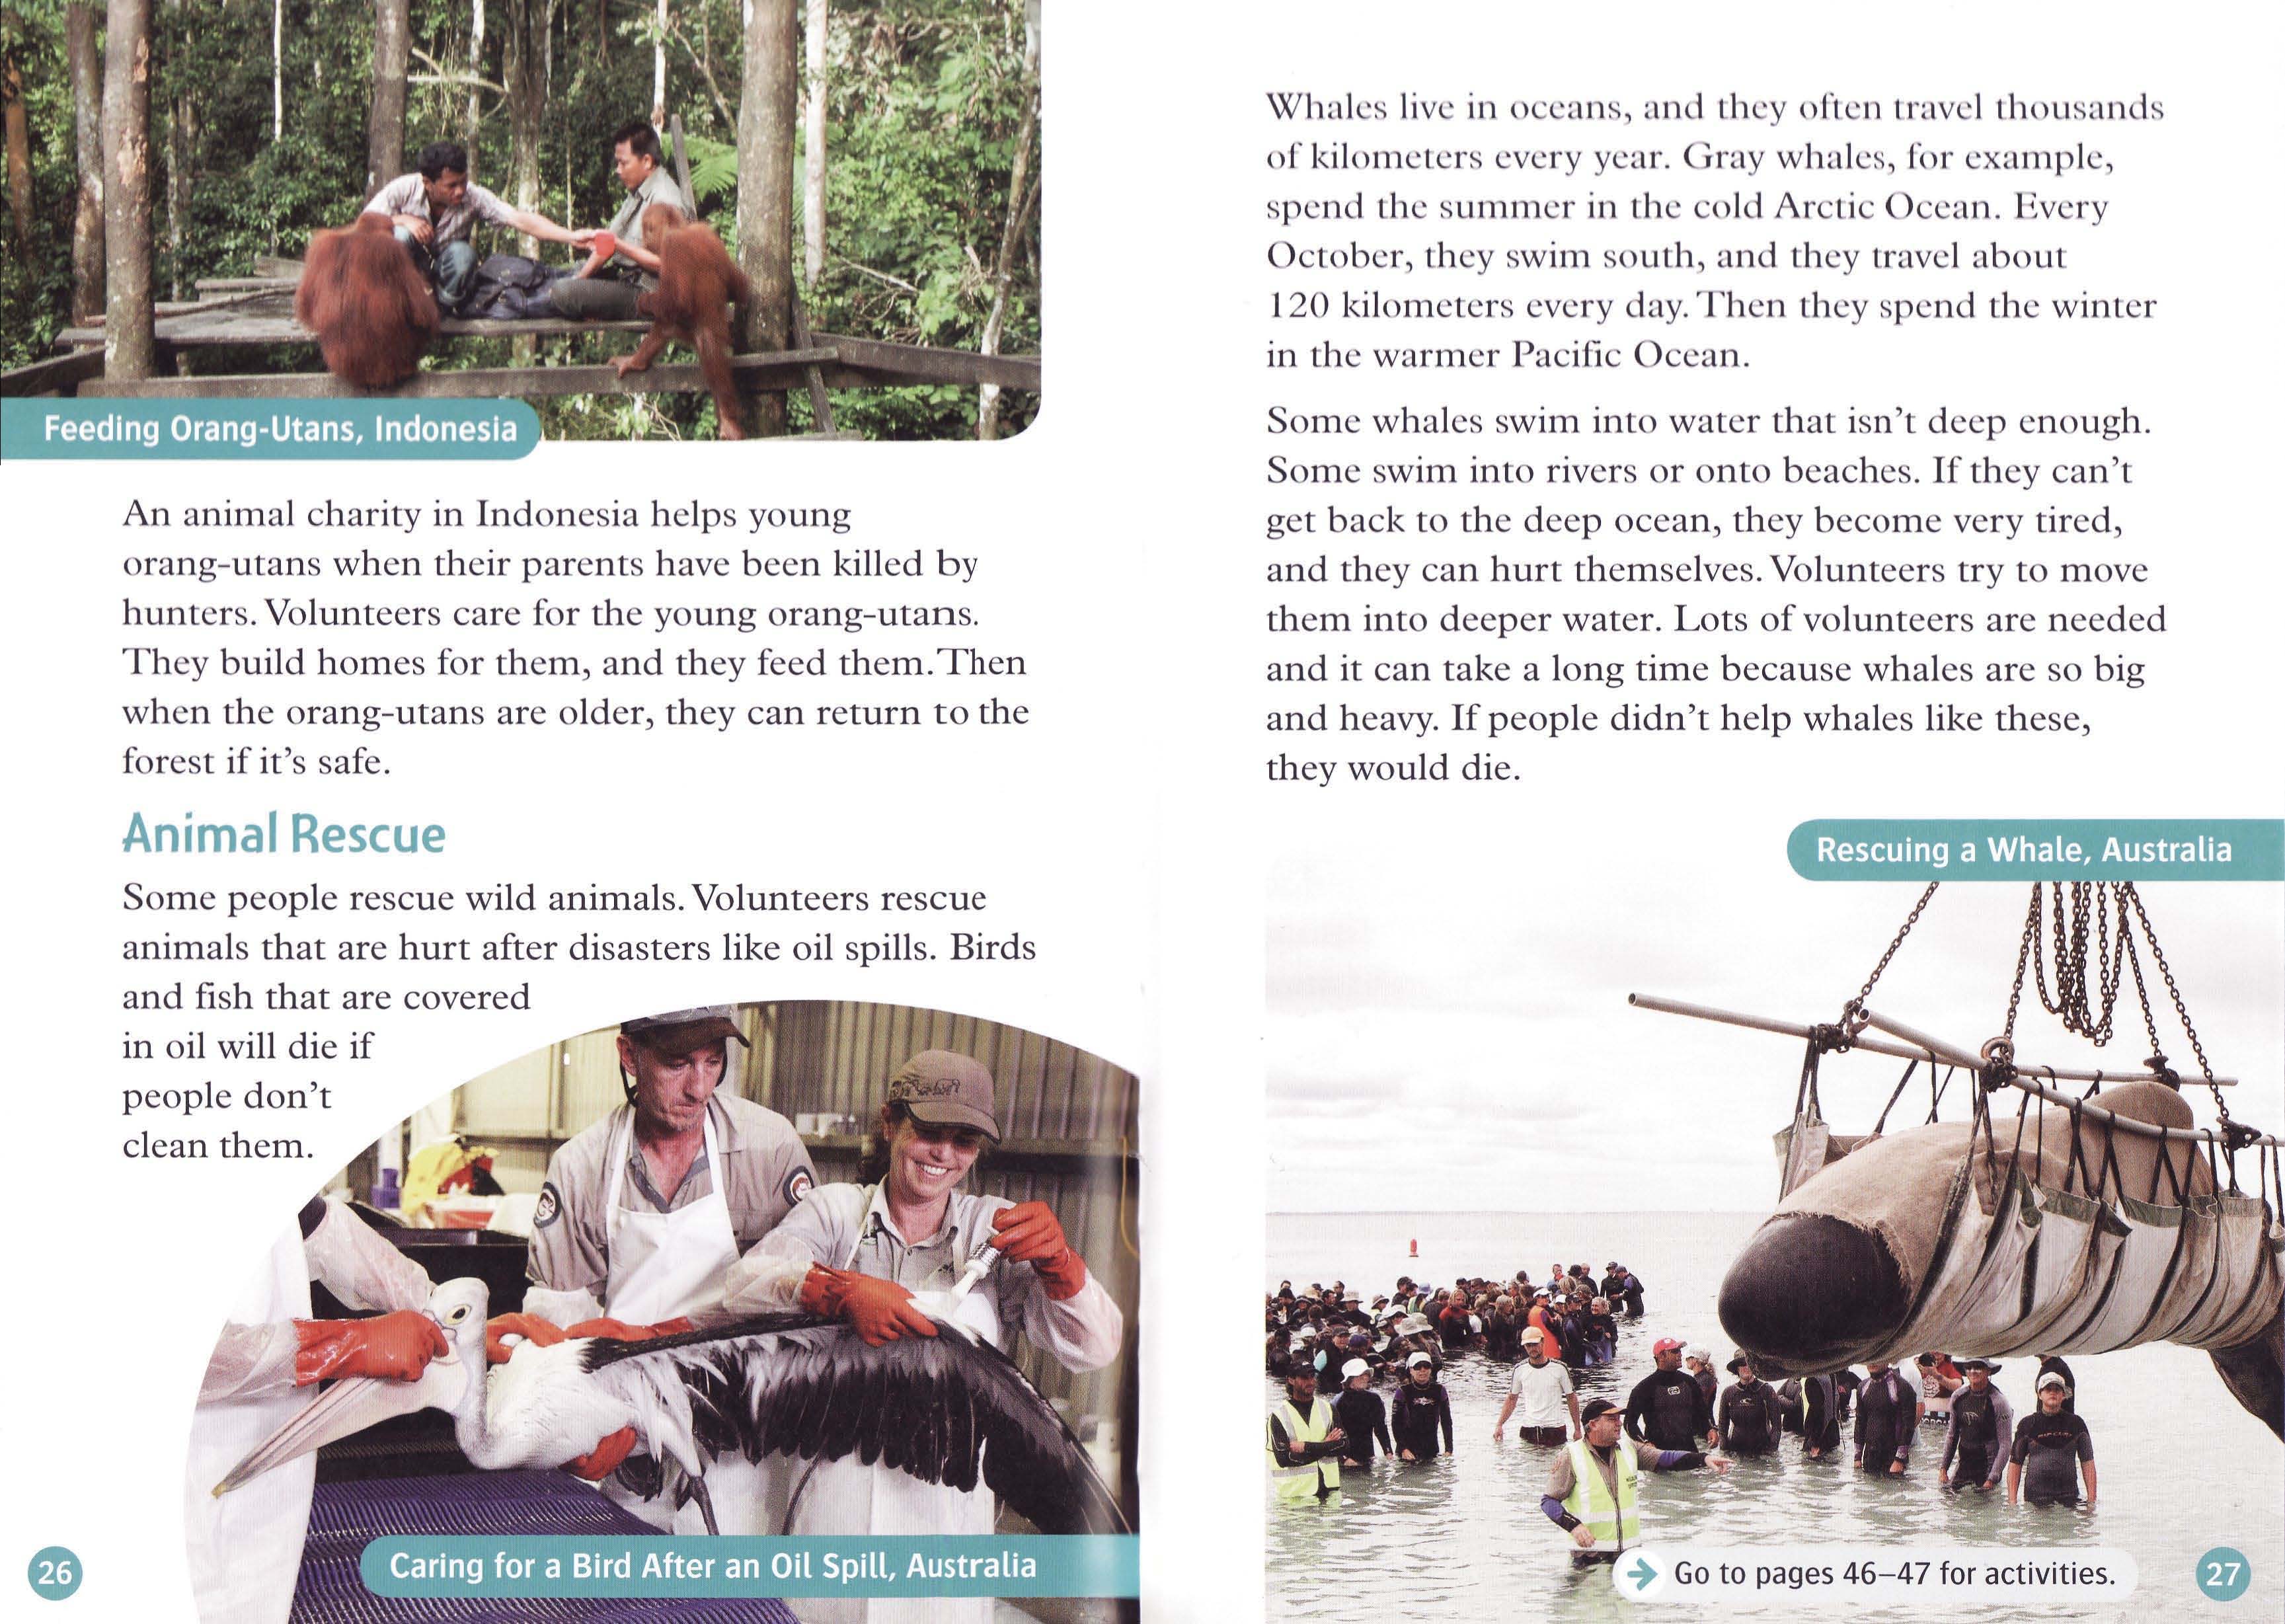 Feeding Orang-Utans, Indonesia
An animal charity in Indonesia helps young
orang-utans when their parents have been killed by
hunters. Volunteers care for the young orang-utans.
They build homes for them, and they feed them. Then
when the orang-utans are older, they can return to the
forest if it's safe.
Animal Rescue
Some people rescue wild animals. Volunteers rescue
animals that are hurt after disasters like oil spills. Birds
and fish that are covered
in oil will die if
people don't
clean them.
Caring for a Bird After an Oil Spill, Australia
26
Whales live in oceans, and they often travel thousands
of kilometers every year. Gray whales, for example,
spend the summer in the cold Arctic Ocean. Every
October, they swim south, and they travel about
120 kilometers every day. Then they spend the winter
in the warmer Pacific Ocean.
Some whales swim into water that isn't deep enough.
Some swim into rivers or onto beaches. If they can't
get back to the deep ocean, they become very tired,
and they can hurt themselves. Volunteers try to move
them into deeper water. Lots of volunteers are needed
and it can take a long time because whales are so big
and heavy. If people didn't help whales like these,
they would die.
Rescuing a Whale, Australia
Go to pages 46–47 for activities.
27